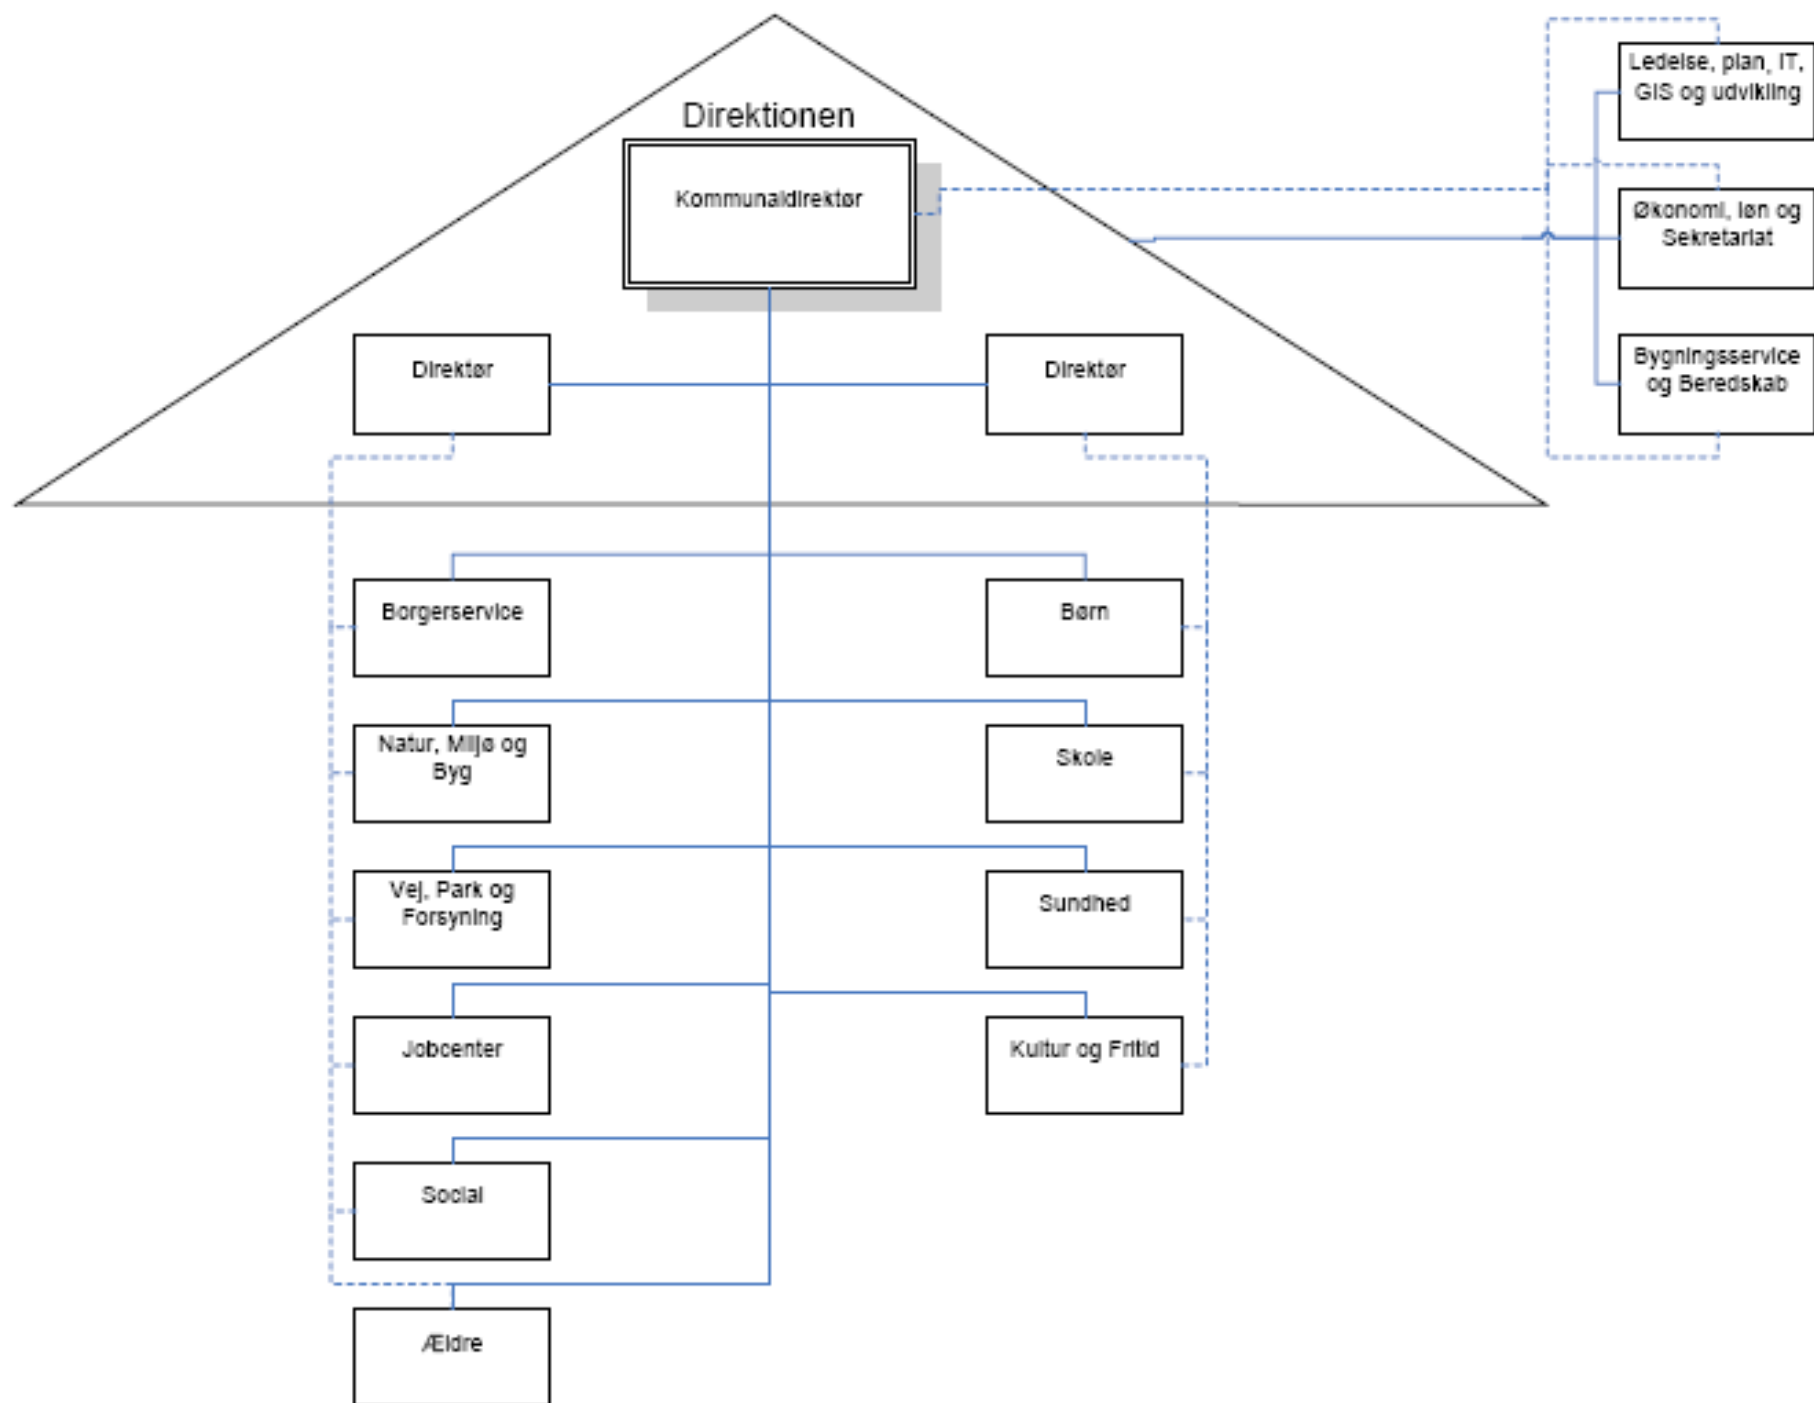 Direktionen
Kommunaldirektør
Direktør
Direktør
Ledelse, plan, IT,
GIS og udvikling
Økonomi, løn og
Sekretariat
Bygningsservice
og Beredskab
Borgerservice
Børn
Natur, Miljø og
Byg
Skole
Vej, Park og
Forsyning
Sundhed
Jobcenter
Kultur og Fritid
Social
Ældre